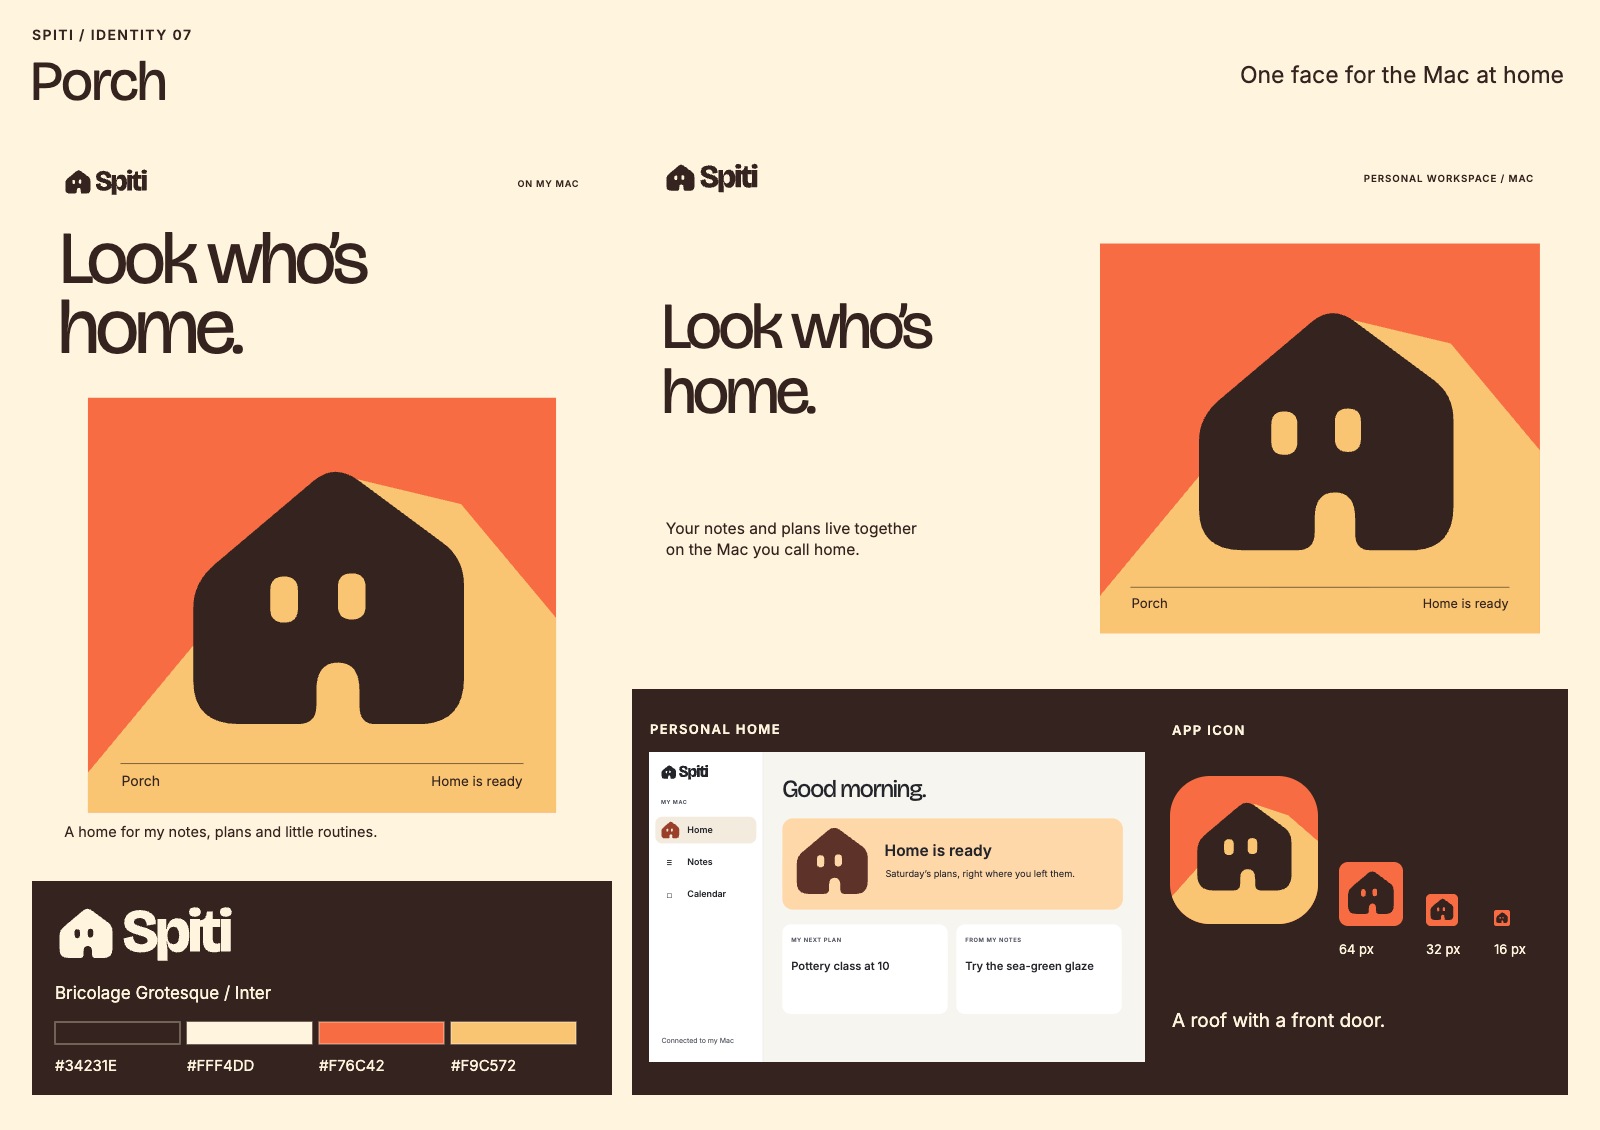 SPITI / IDENTITY 07
Porch
One face for the Mac at home
Spiti
ON MY MAC
Look who's
home.
Porch
Home is ready
A home for my notes, plans and little routines.
Spiti
PERSONAL WORKSPACE / MAC
Look who's
home.
Your notes and plans live together
on the Mac you call home.
Porch
Home is ready
Spiti
Bricolage Grotesque / Inter
#34231E
#FFF4DD
#F76C42
#F9C572
PERSONAL HOME
Spiti
MY MAC
Home
Notes
Calendar
Connected to my Mac
Good morning.
Home is ready
Saturday's plans, right where you left them.
MY NEXT PLAN
Pottery class at 10
FROM MY NOTES
Try the sea-green glaze
APP ICON
64 px
32 px
16 px
A roof with a front door.